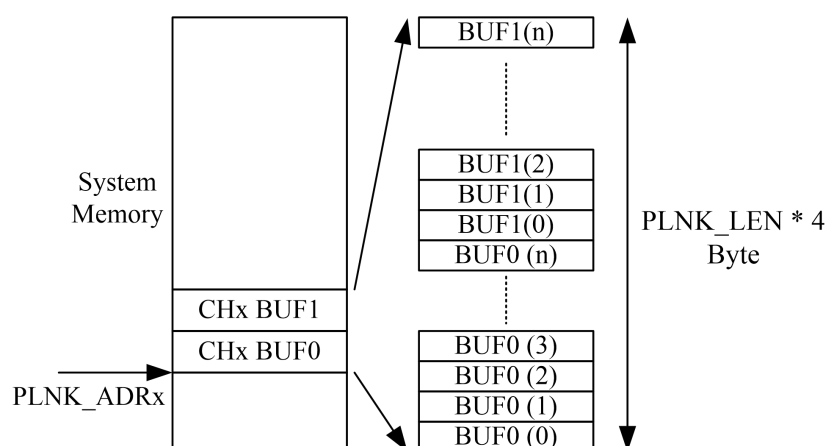 BUF1(n)
System
Memory
BUF1(2)
BUF1(1)
BUF1(0)
BUF0 (n)
PLNK_LEN * 4
Byte
CHx BUF1
CHx BUF0
PLNK_ADRx
BUF0 (3)
BUF0 (2)
BUF0 (1)
BUF0 (0)